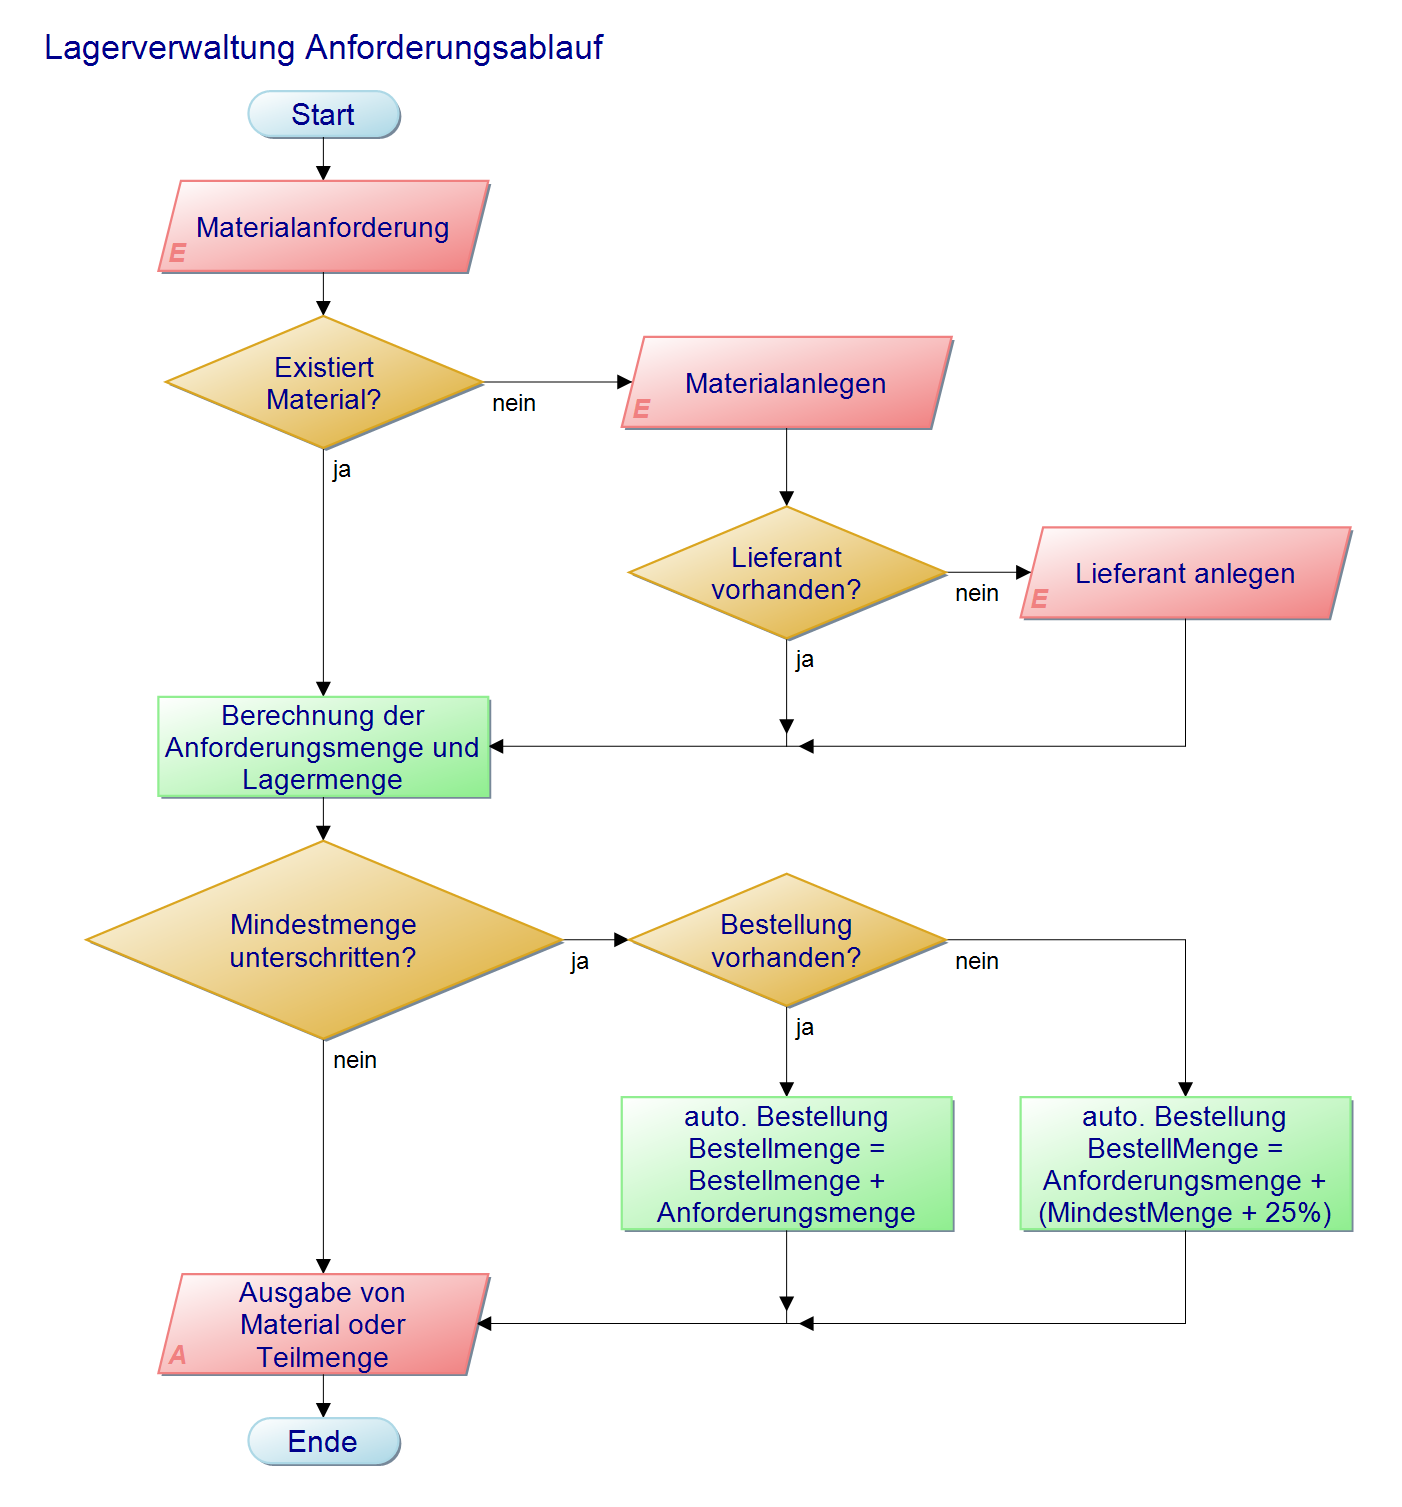 Lagerverwaltung Anforderungsablauf
Start
Materialanforderung
E
Existiert
Material?
nein
ja
Materialanlegen
E
Lieferant
vorhanden?
nein
ja
Lieferant anlegen
E
Berechnung der
Anforderungsmenge und
Lagermenge
Mindestmenge
unterschritten?
ja
nein
Bestellung
vorhanden?
nein
ja
auto. Bestellung
Bestellmenge =
Bestellmenge +
Anforderungsmenge
auto. Bestellung
BestellMenge =
Anforderungsmenge +
(MindestMenge + 25%)
Ausgabe von
Material oder
Teilmenge
A
Ende